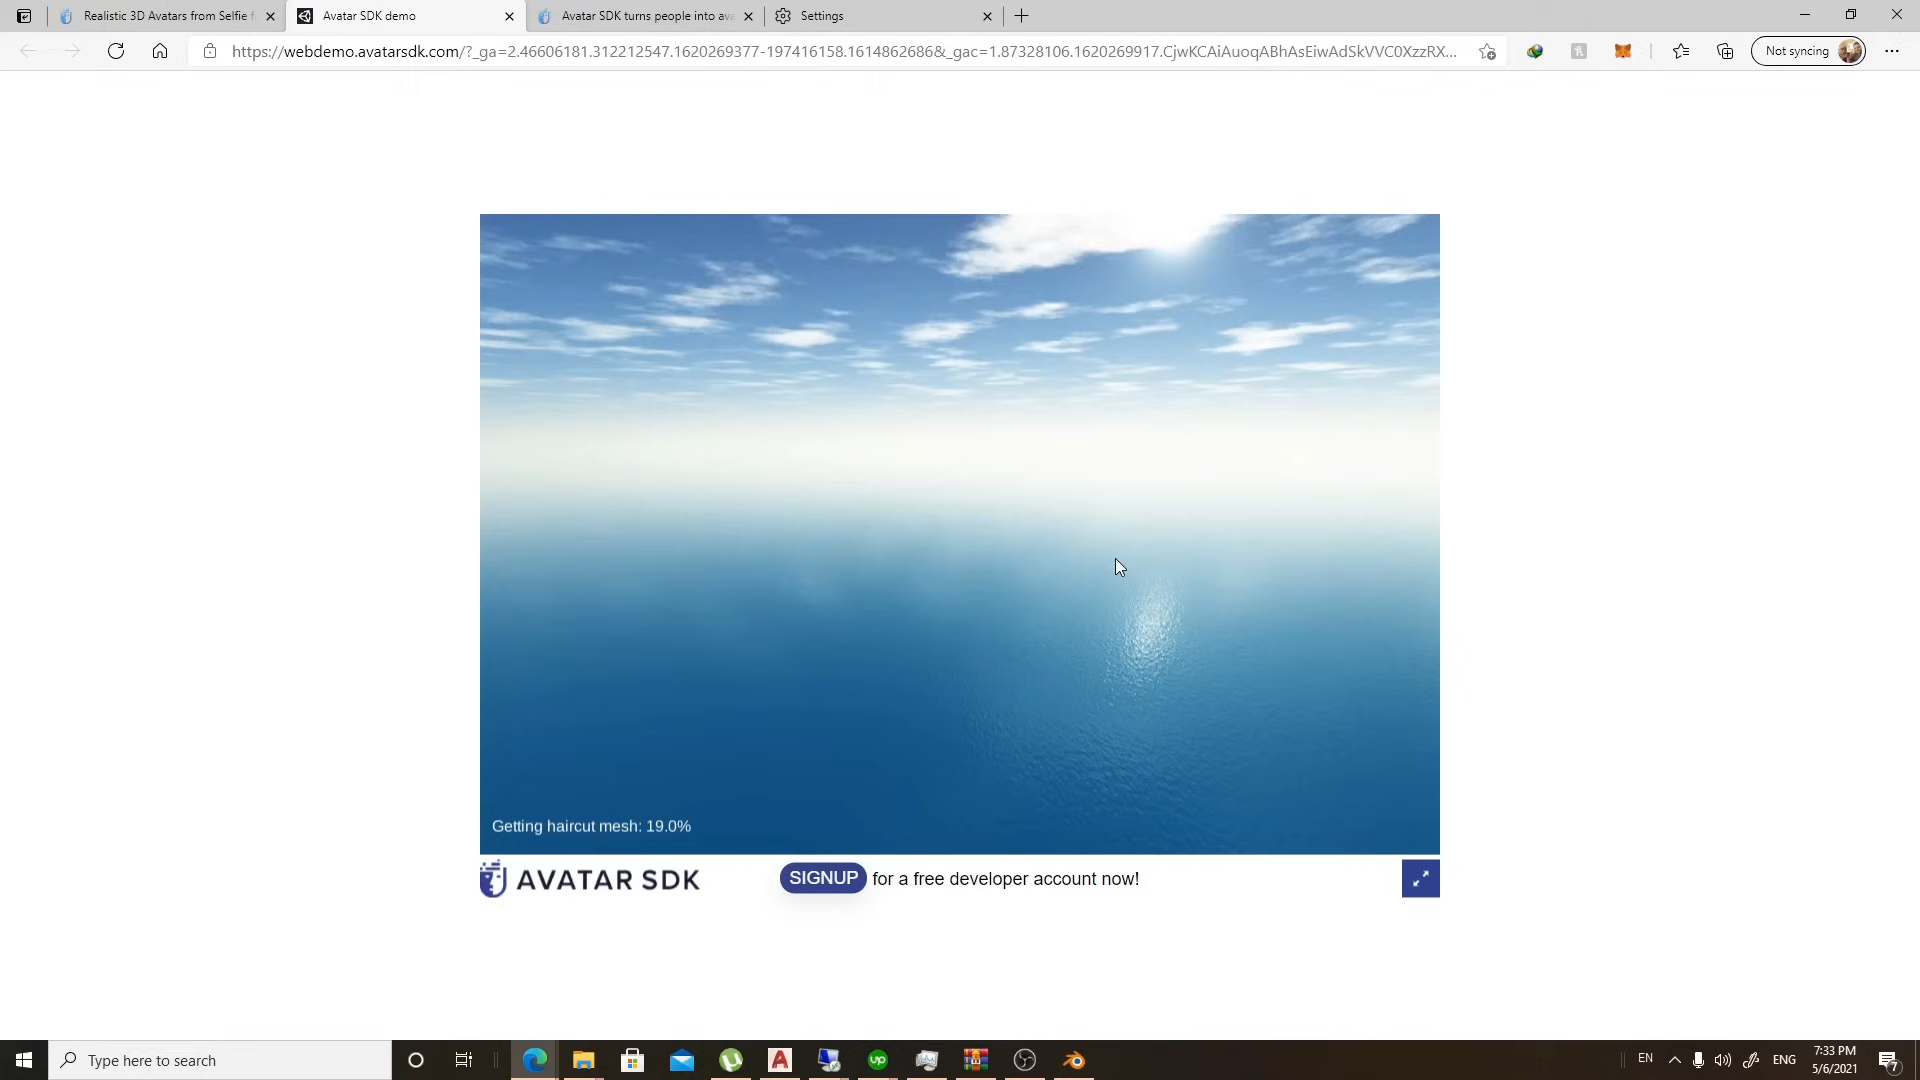 Realistic 3D Avatars from Selfie f
Avatar SDK demo
Avatar SDK turns people into ava
Settings
https://webdemo.avatarsdk.com/?_ga=2.46606181.312212547.1620269377-197416158.1614862686&_gac=1.87328106.1620269917.CjwKCAiAuoqABhAsEiwAdSkVVC0XzzRX...
Not syncing
Getting haircut mesh: 19.0%
AVATAR SDK
SIGNUP for a free developer account now!
Type here to search
up
EN
ENG
7:33 PM
5/6/2021
7